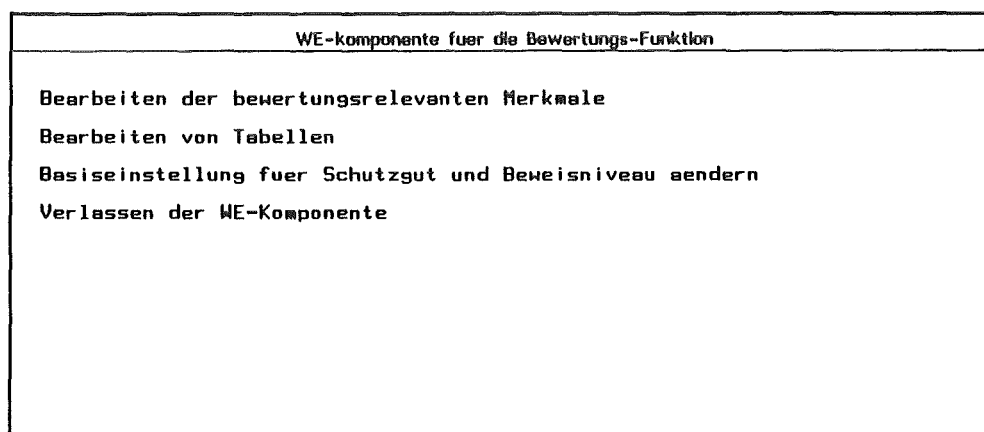 WE-komponente fuer die Bewertungs-Funktion
Bearbeiten der bewertungsrelevanten Merkmale
Bearbeiten von Tabellen
Basiseinstellung fuer Schutzgut und Beweisniveau aendern
Verlassen der WE-Komponente